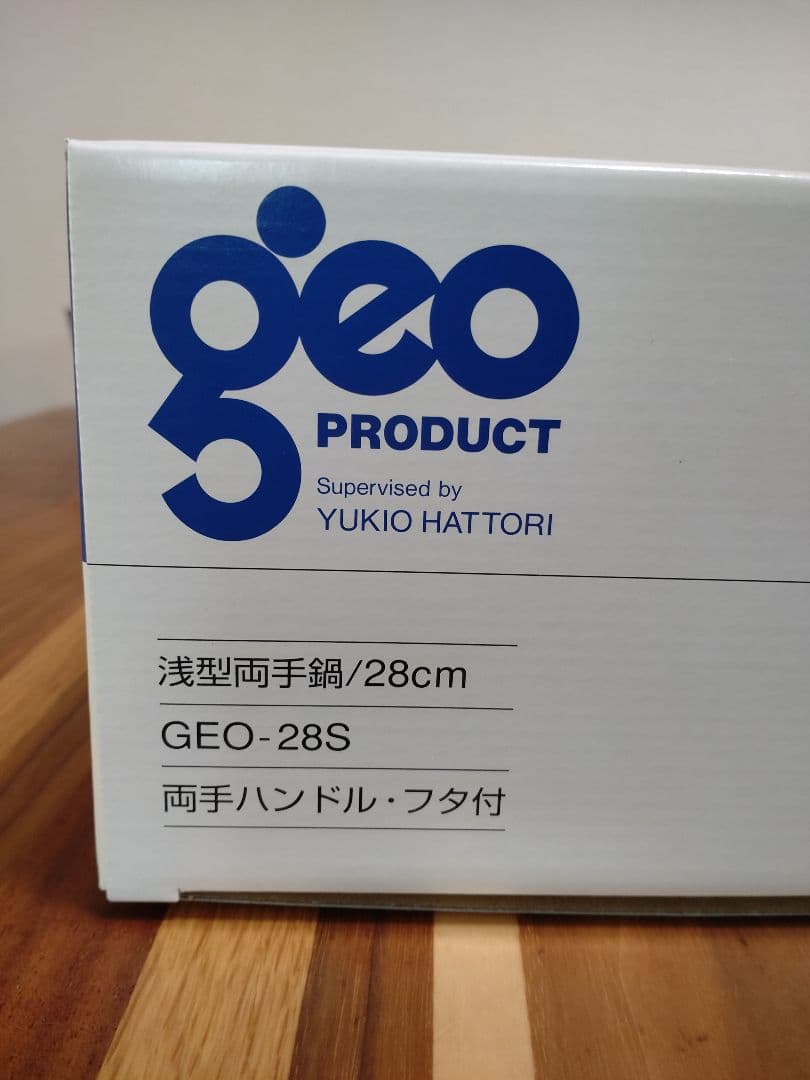 geo
PRODUCT
Supervised by
YUKIO HATTORI
浅型両手鍋/28cm
GEO-28S
両手ハンドル・フタ付